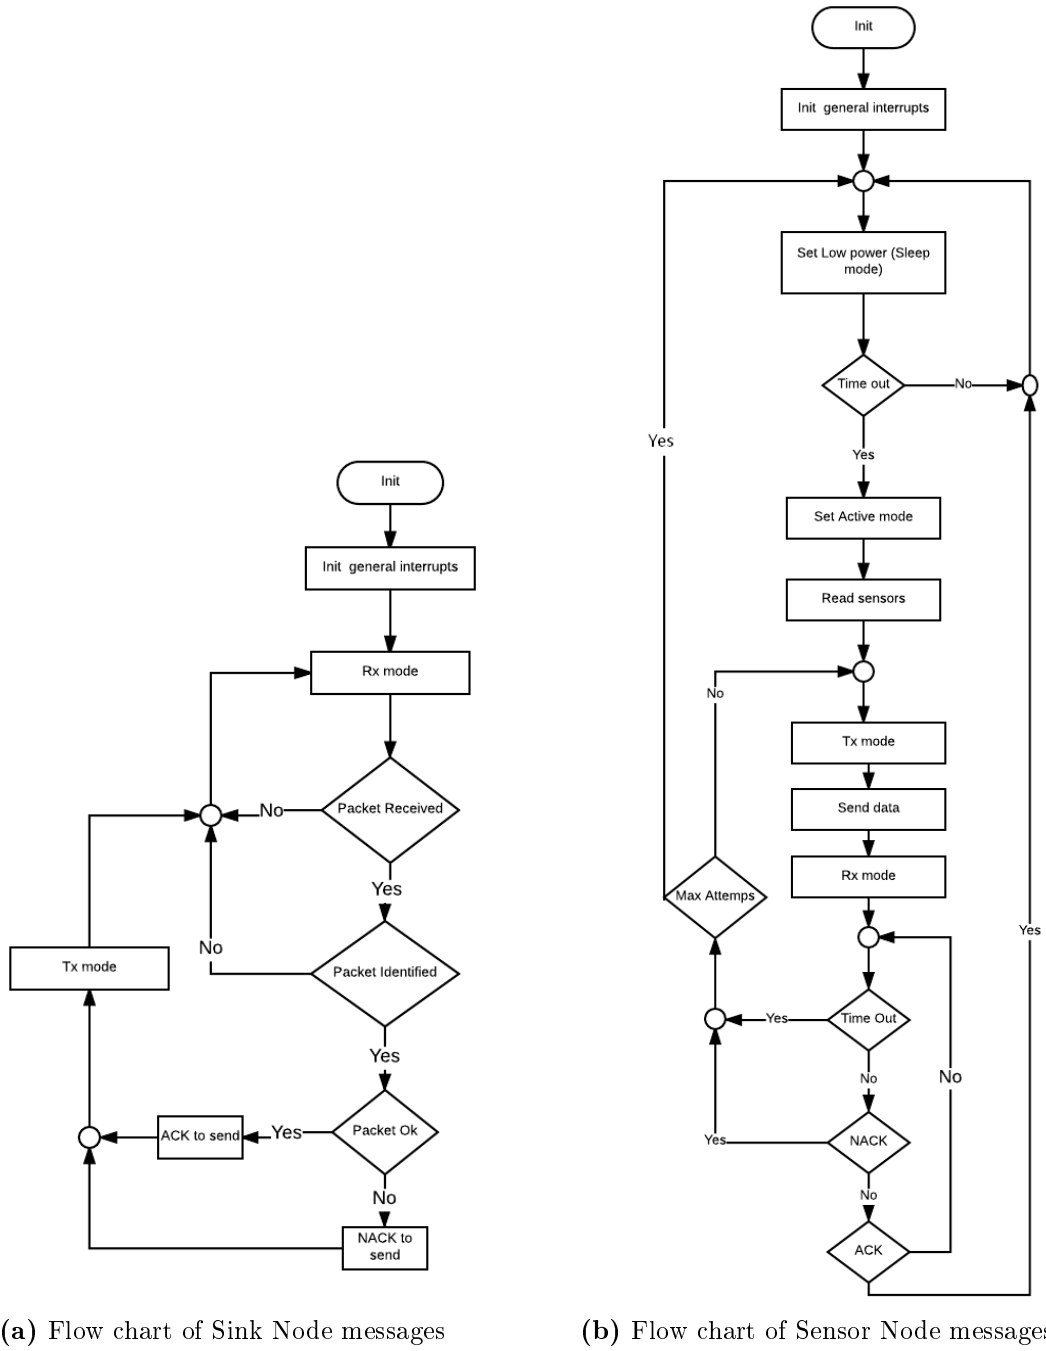 Init
Init general interrupts
Rx mode
Packet Received
No
Yes
Packet Identified
No
Yes
Tx mode
Packet Ok
Yes
ACK to send
No
NACK to
send
(a) Flow chart of Sink Node messages
Init
Init general interrupts
Set Low power (Sleep
mode)
Time out
No
Yes
Yes
Set Active mode
Read sensors
No
Tx mode
Send data
Rx mode
Max Attemps
Yes
Time Out
Yes
No
No
NACK
Yes
No
ACK
(b) Flow chart of Sensor Node messages